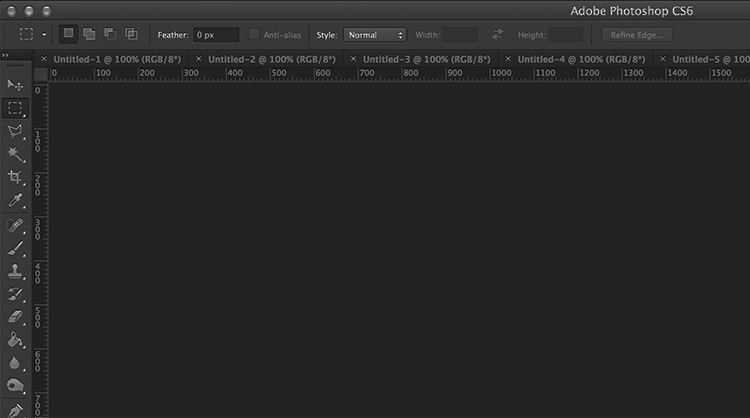 Adobe Photoshop CS6
Feather: 0 px Anti-alias Style: Normal Width: Height: Refine Edge...
Untitled-1 @ 100% (RGB/8*) Untitled-2 @ 100% (RGB/8*) Untitled-3 @ 100% (RGB/8*) Untitled-4 @ 100% (RGB/8*) Untitled-5 @ 100
0 100 200 300 400 500 600 700 800 900 1000 1100 1200 1300 1400 1500
0
100
200
300
400
500
600
700